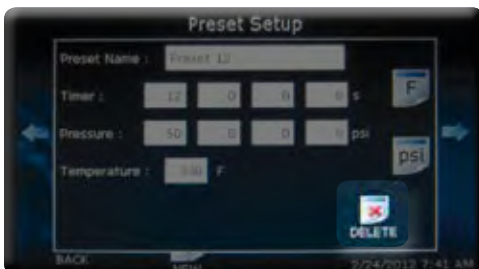 Preset Setup
Preset Name : Preset 12
Timer : 12 0 0 0 s
F
Pressure : 50 0 0 0 psi
psi
Temperature : F
DELETE
BACK NEW 2/24/2012 7:41 AM